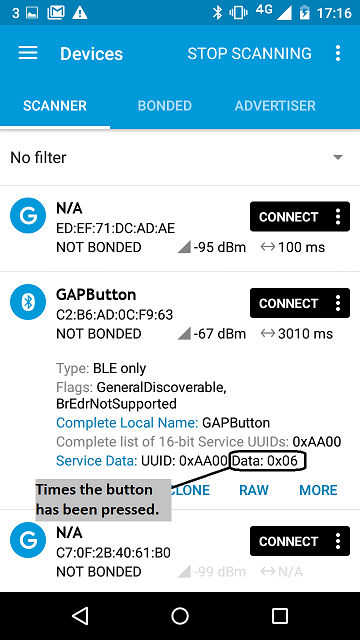 3 4G 17:16
Devices STOP SCANNING
SCANNER BONDED ADVERTISER
No filter
G N/A CONNECT
ED:EF:71:DC:AD:AE
NOT BONDED -95 dBm 100 ms
GAPButton CONNECT
C2:B6:AD:0C:F9:63
NOT BONDED -67 dBm 3010 ms
Type: BLE only
Flags: GeneralDiscoverable,
BrEdrNotSupported
Complete Local Name: GAPButton
Complete list of 16-bit Service UUIDs: 0xAA00
Service Data: UUID: 0xAA00 Data: 0x06
Times the button
has been pressed.
CLONE RAW MORE
G N/A CONNECT
C7:0F:2B:40:61:B0
NOT BONDED -99 dBm N/A